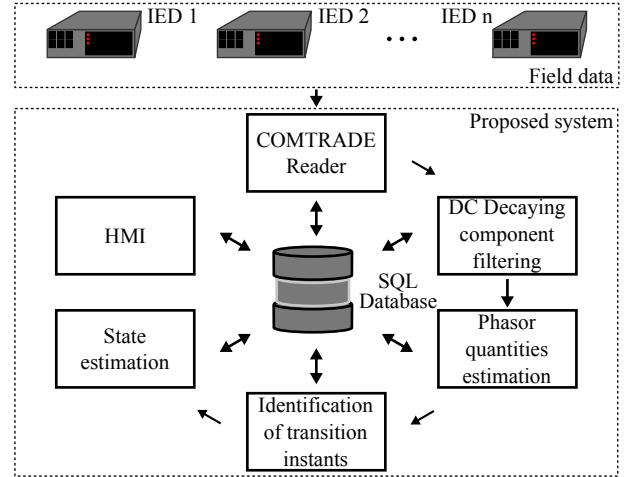 IED 1
IED 2
...
IED n
Field data
Proposed system
COMTRADE
Reader
HMI
DC Decaying
component
filtering
SQL
Database
State
estimation
Phasor
quantities
estimation
Identification
of transition
instants